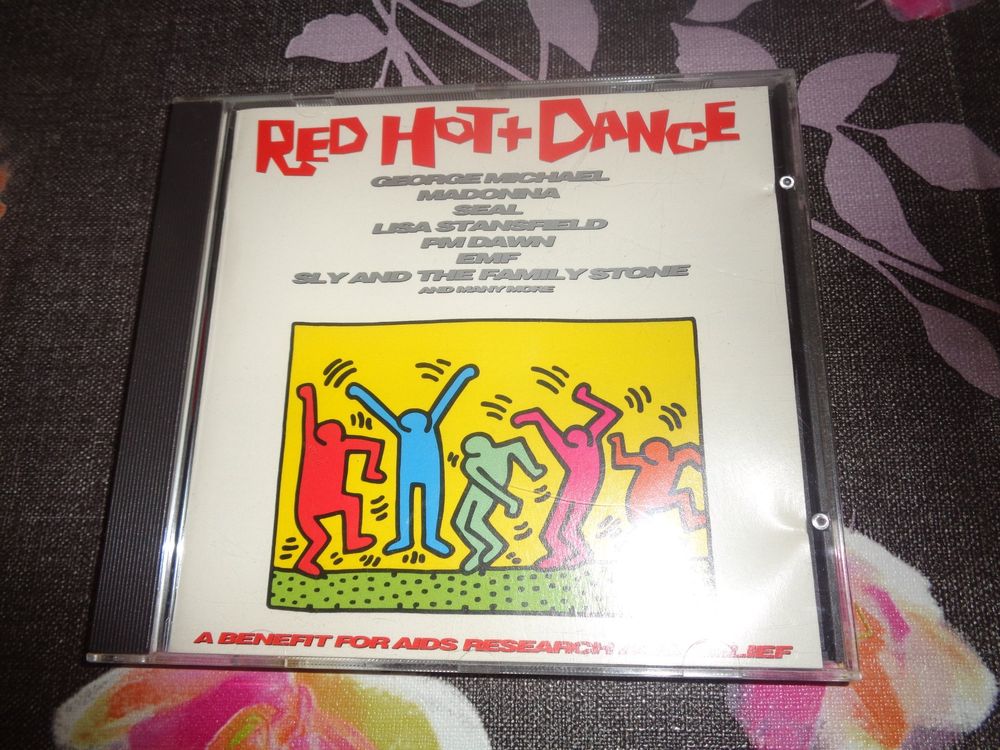 RED HOT + DANCE
GEORGE MICHAEL
MADONNA
SEAL
LISA STANSFIELD
PM DAWN
EMF
SLY AND THE FAMILY STONE
AND MANY MORE
A BENEFIT FOR AIDS RESEARCH